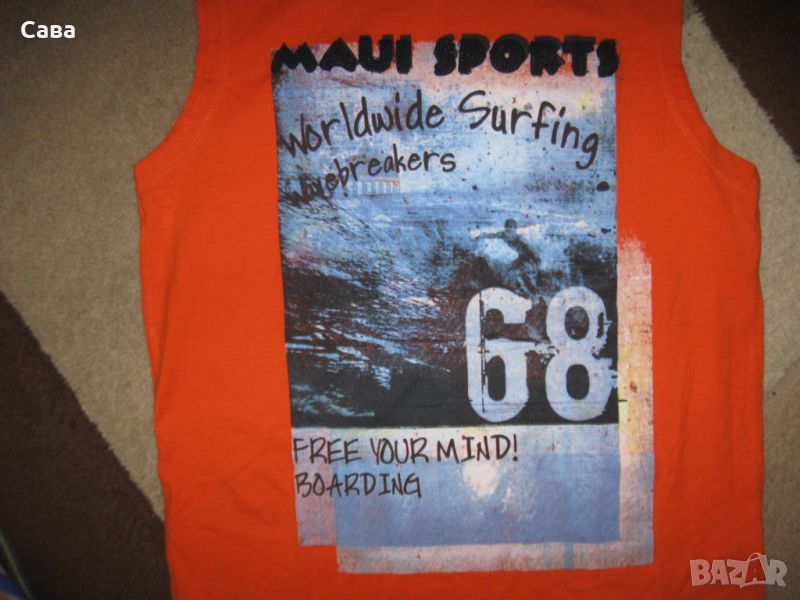 Сава
MAUI SPORTS
Worldwide Surfing
Wavebreakers
68
FREE YOUR MIND!
BOARDING
BAZAR